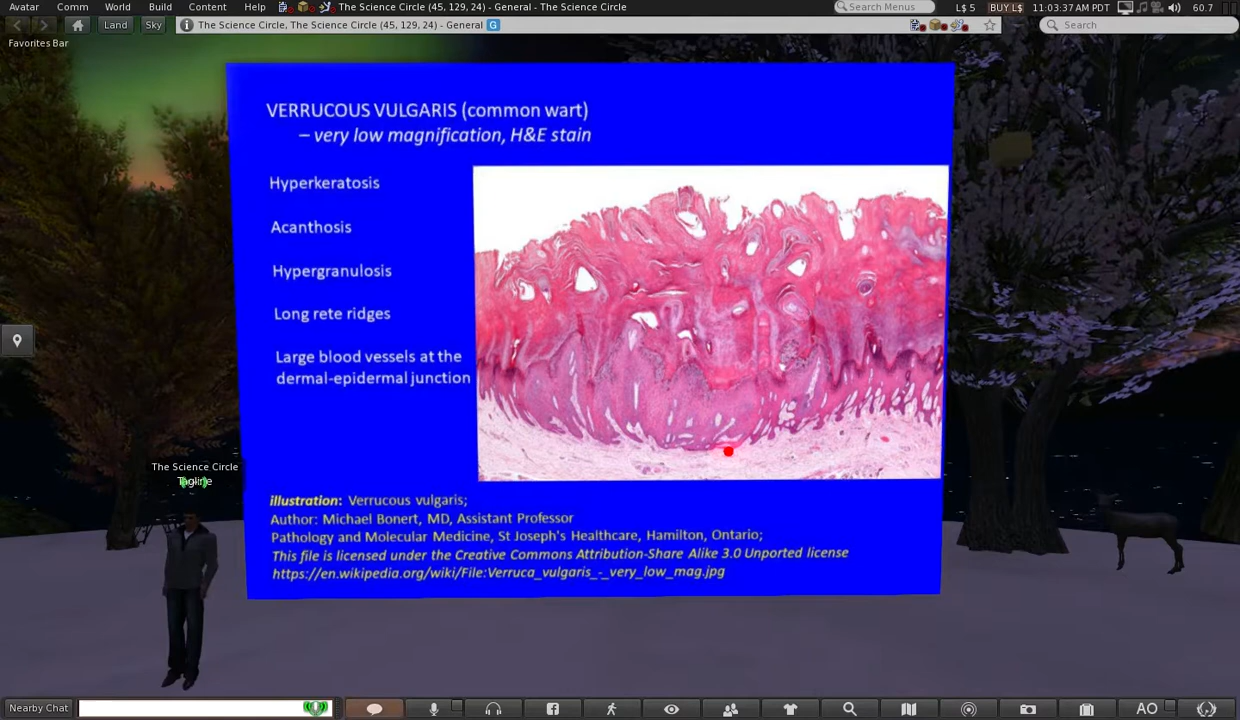 Avatar Comm World Build Content Help The Science Circle, The Science Circle (45, 129, 24) - General - The Science Circle Search Menus L$ 5 BUY L$ 11:03:37 AM PDT 60.7
Land Sky The Science Circle, The Science Circle (45, 129, 24) - General G Search
Favorites Bar
VERRUCOUS VULGARIS (common wart)
– very low magnification, H&E stain
Hyperkeratosis
Acanthosis
Hypergranulosis
Long rete ridges
Large blood vessels at the
dermal-epidermal junction
The Science Circle
illustration: Verrucous vulgaris;
Author: Michael Bonert, MD, Assistant Professor
Pathology and Molecular Medicine, St Joseph's Healthcare, Hamilton, Ontario;
This file is licensed under the Creative Commons Attribution-Share Alike 3.0 Unported license
https://en.wikipedia.org/wiki/File:Verruca_vulgaris_-_very_low_mag.jpg
Nearby Chat AO